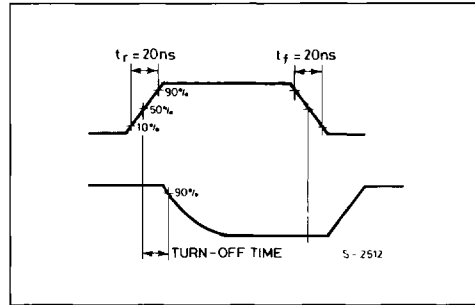 tr = 20ns
tf = 20ns
90%
50%
10%
90%
TURN-OFF TIME
S-2512